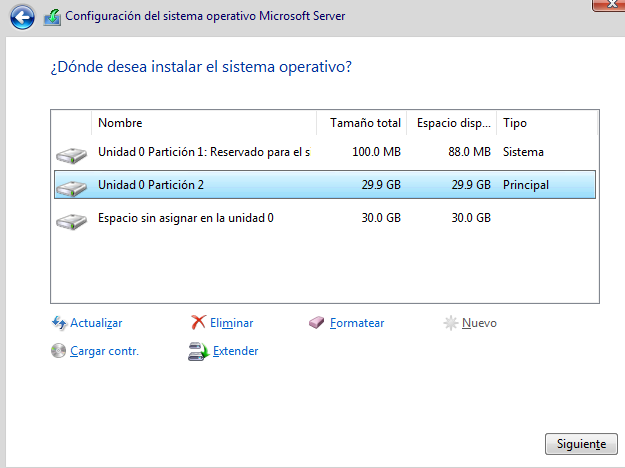 Configuración del sistema operativo Microsoft Server
¿Dónde desea instalar el sistema operativo?
Nombre Tamaño total Espacio disp... Tipo
Unidad 0 Partición 1: Reservado para el s 100.0 MB 88.0 MB Sistema
Unidad 0 Partición 2 29.9 GB 29.9 GB Principal
Espacio sin asignar en la unidad 0 30.0 GB 30.0 GB
Actualizar Eliminar Formatear Nuevo
Cargar contr. Extender
Siguiente